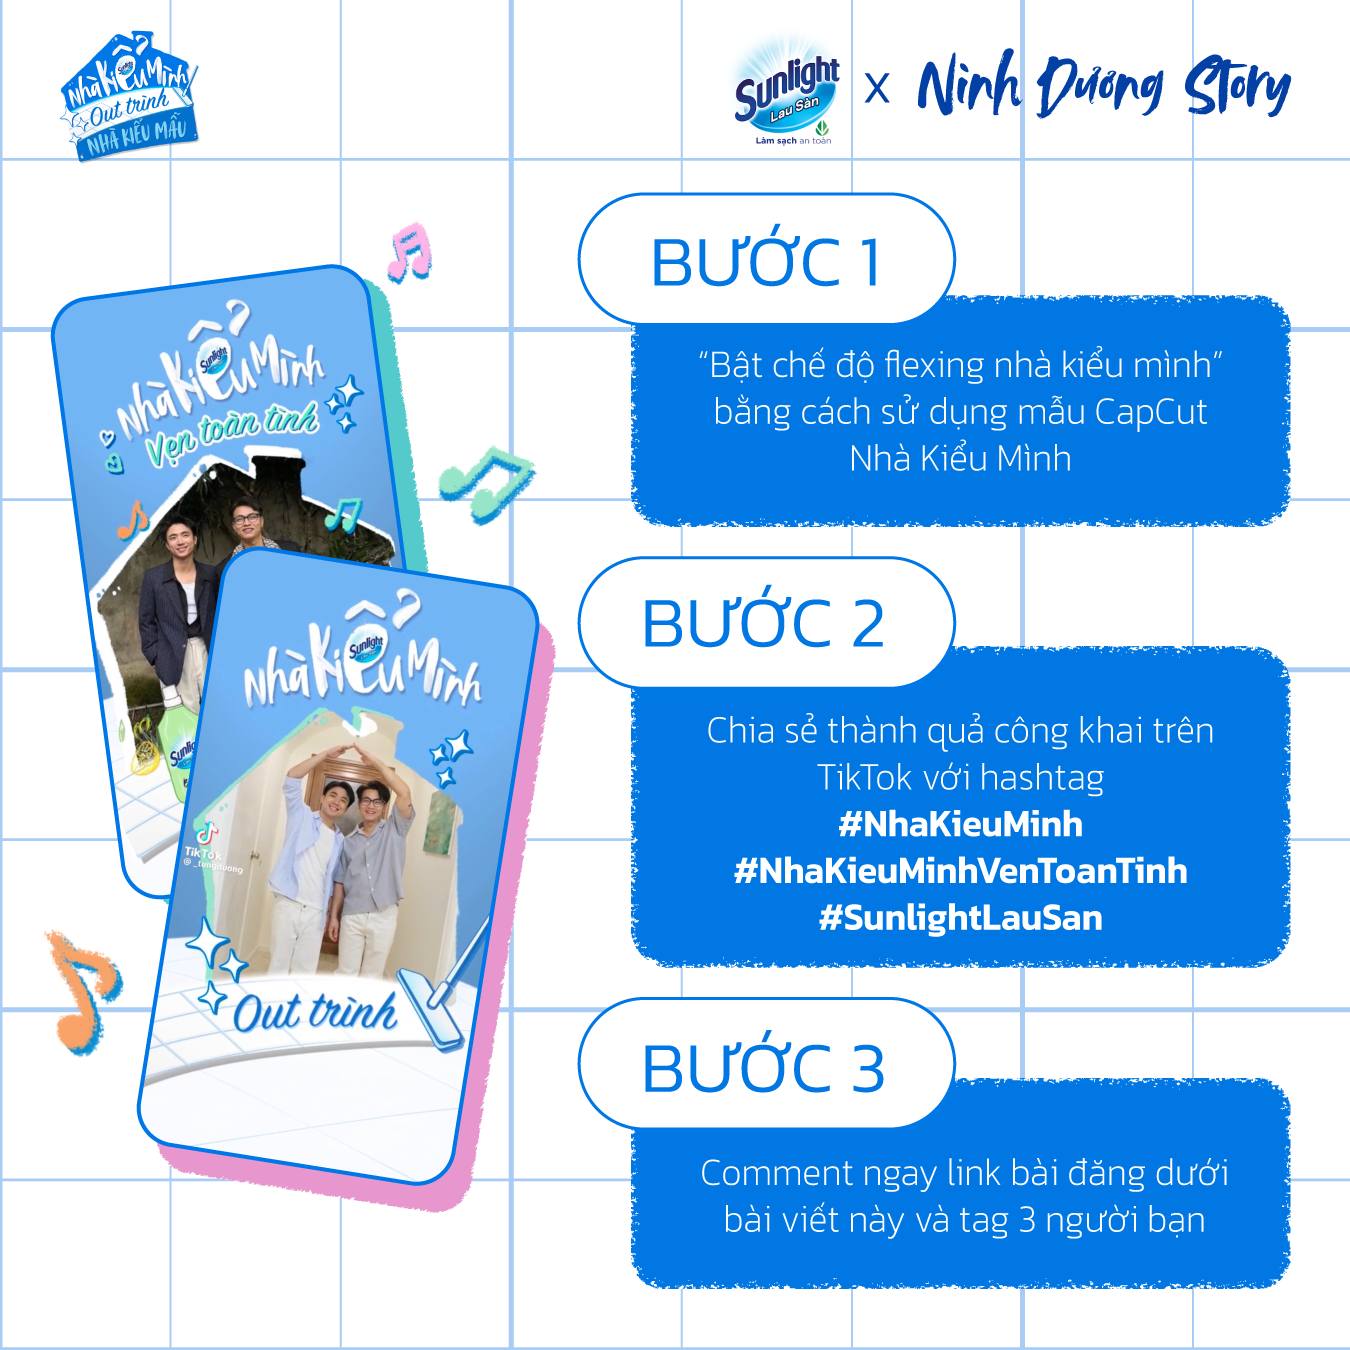 Nhà Kiểu Mình
Sunlight
Out trình
NHÀ KIỂU MẪU
Sunlight
Lau Sàn
Làm sạch an toàn
x
Ninh Dương Story
BƯỚC 1
“Bật chế độ flexing nhà kiểu mình”
bằng cách sử dụng mẫu CapCut
Nhà Kiểu Mình
Nhà Kiểu Mình
Sunlight
Vẹn toàn tình
Sunlight
BƯỚC 2
Chia sẻ thành quả công khai trên
TikTok với hashtag
#NhaKieuMinh
#NhaKieuMinhVenToanTinh
#SunlightLauSan
Nhà Kiểu Mình
Sunlight
TikTok
Out trình
BƯỚC 3
Comment ngay link bài đăng dưới
bài viết này và tag 3 người bạn